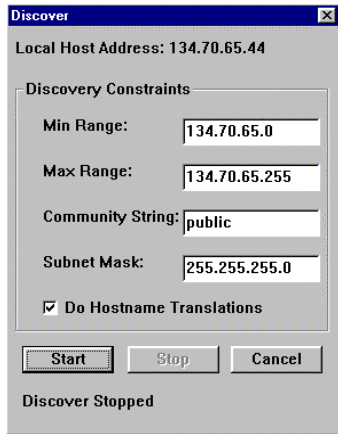 Discover
Local Host Address: 134.70.65.44
Discovery Constraints
Min Range: 134.70.65.0
Max Range: 134.70.65.255
Community String: public
Subnet Mask: 255.255.255.0
Do Hostname Translations
Start Stop Cancel
Discover Stopped